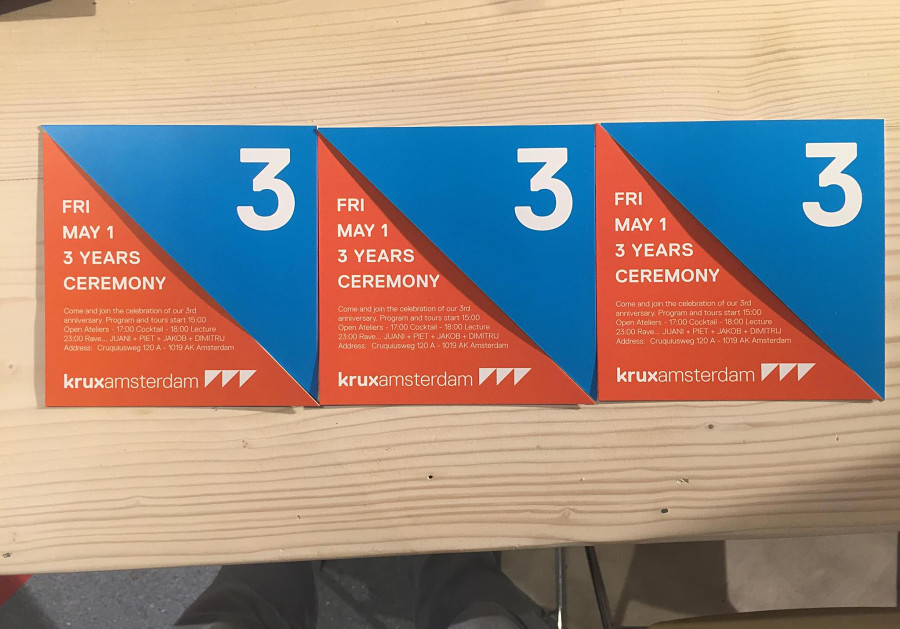 3
FRI
MAY 1
3 YEARS
CEREMONY
Come and join the celebration of our 3rd
anniversary. Program and tours start 15:00
Open Ateliers - 17:00 Cocktail - 18:00 Lecture
23:00 Rave... JUANI + PIET + JAKOB + DIMITRIJ
Address: Cruquiusweg 120 A - 1019 AK Amsterdam
kruxamsterdam
3
FRI
MAY 1
3 YEARS
CEREMONY
Come and join the celebration of our 3rd
anniversary. Program and tours start 15:00
Open Ateliers - 17:00 Cocktail - 18:00 Lecture
23:00 Rave... JUANI + PIET + JAKOB + DIMITRIJ
Address: Cruquiusweg 120 A - 1019 AK Amsterdam
kruxamsterdam
3
FRI
MAY 1
3 YEARS
CEREMONY
Come and join the celebration of our 3rd
anniversary. Program and tours start 15:00
Open Ateliers - 17:00 Cocktail - 18:00 Lecture
23:00 Rave... JUANI + PIET + JAKOB + DIMITRIJ
Address: Cruquiusweg 120 A - 1019 AK Amsterdam
kruxamsterdam